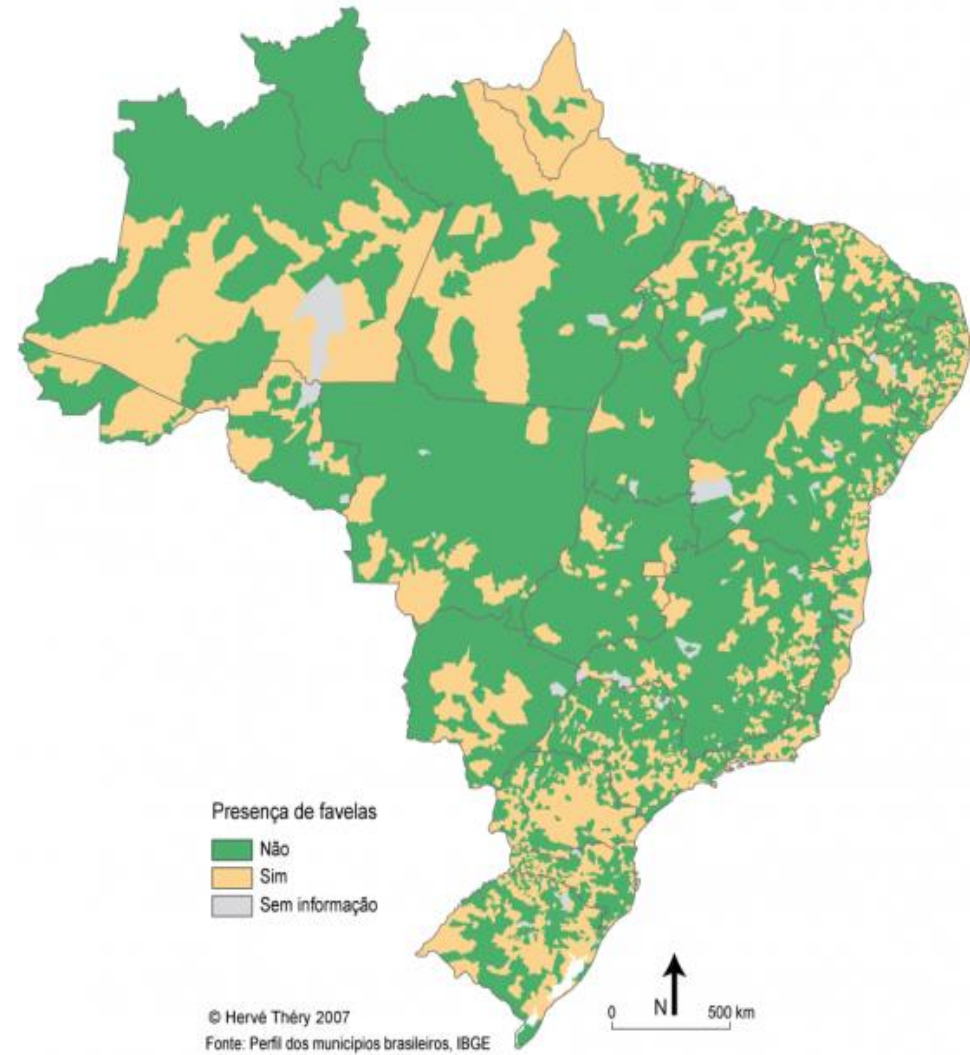 Presença de favelas
Não
Sim
Sem informação
© Hervé Théry 2007
Fonte: Perfil dos municípios brasileiros, IBGE
N
0 500 km